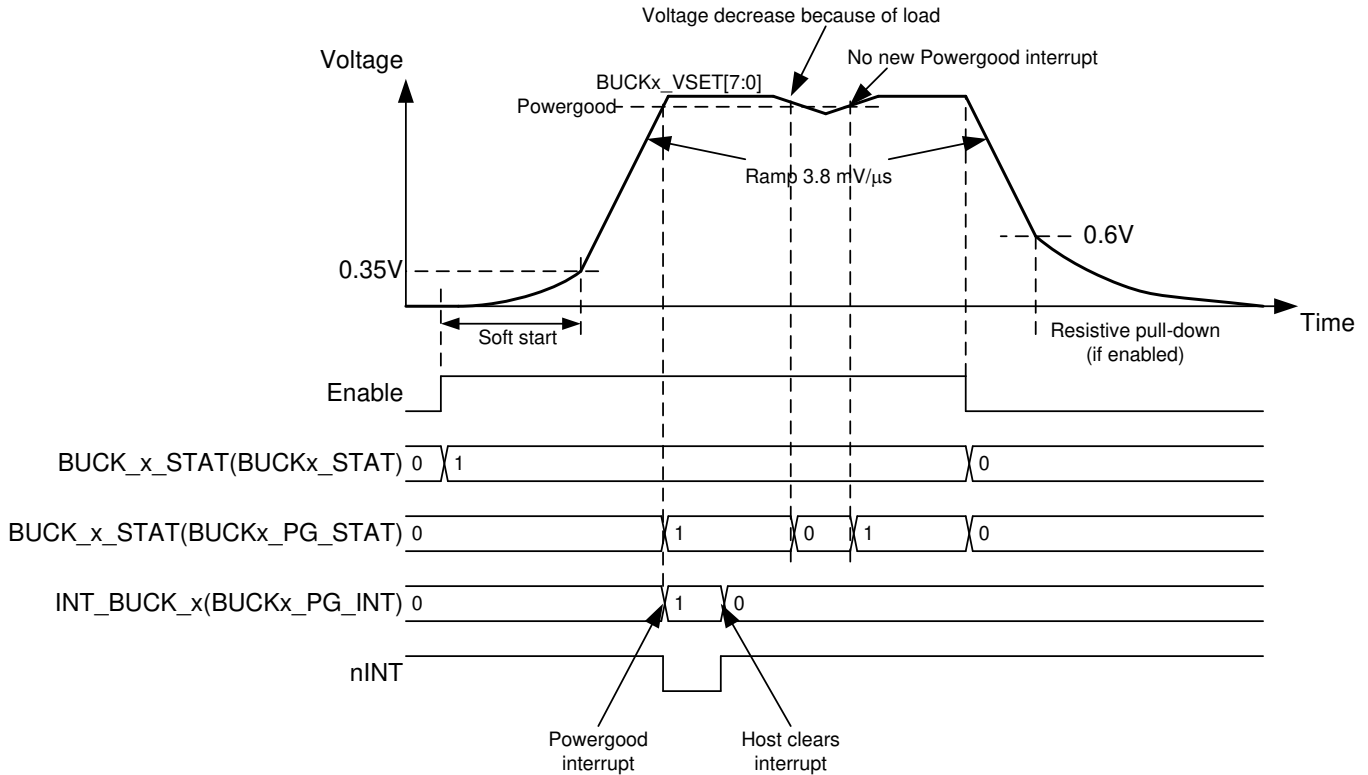 Voltage decrease because of load
No new Powergood interrupt
Voltage
BUCKx_VSET[7:0]
Powergood
Ramp 3.8 mV/μs
0.6V
0.35V
Time
Soft start
Resistive pull-down
(if enabled)
Enable
BUCK_x_STAT(BUCKx_STAT) 0 1 0
BUCK_x_STAT(BUCKx_PG_STAT) 0 1 0 1 0
INT_BUCK_x(BUCKx_PG_INT) 0 1 0
nINT
Powergood
interrupt
Host clears
interrupt